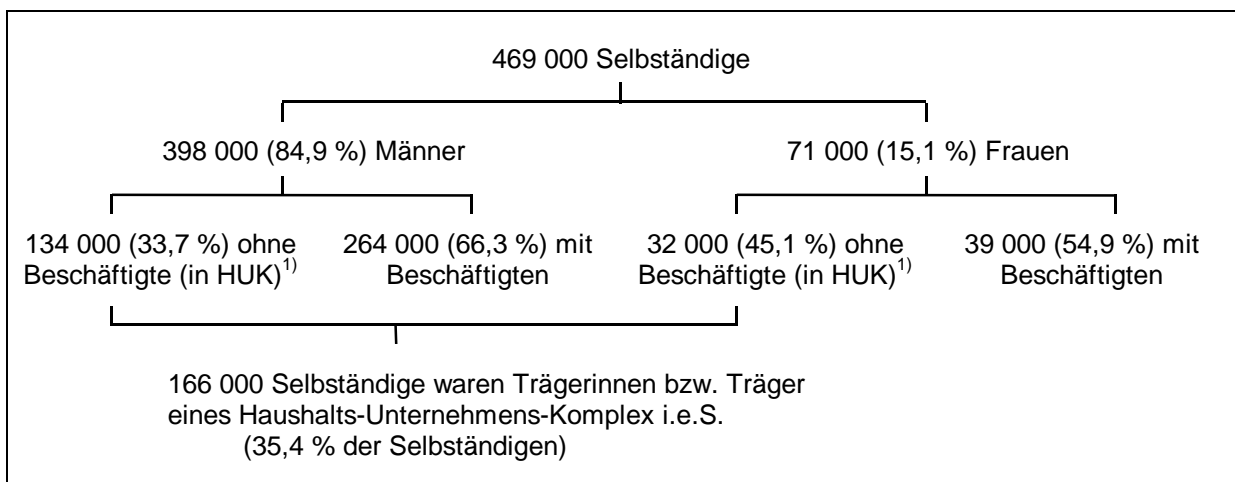 469 000 Selbständige
398 000 (84,9 %) Männer
71 000 (15,1 %) Frauen
134 000 (33,7 %) ohne
Beschäftigte (in HUK)1)
264 000 (66,3 %) mit
Beschäftigten
32 000 (45,1 %) ohne
Beschäftigte (in HUK)1)
39 000 (54,9 %) mit
Beschäftigten
166 000 Selbständige waren Trägerinnen bzw. Träger
eines Haushalts-Unternehmens-Komplex i.e.S.
(35,4 % der Selbständigen)